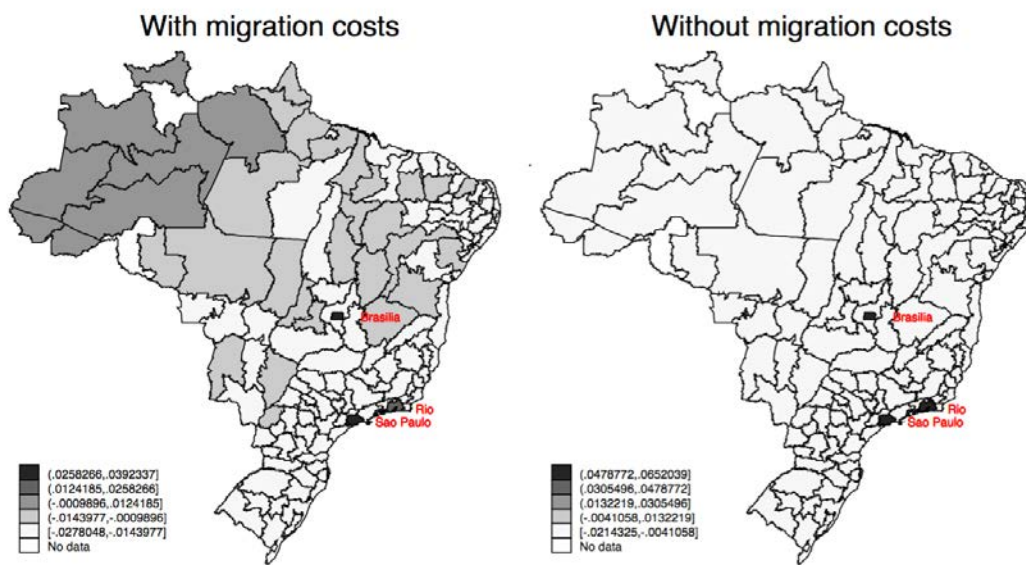 With migration costs
Brasilia
Rio
Sao Paulo
(.0258266,.0392337]
(.0124185,.0258266]
(-.0009896,.0124185]
(-.0143977,-.0009896]
[-.0278048,-.0143977]
No data
Without migration costs
Brasilia
Rio
Sao Paulo
(.0478772,.0652039]
(.0305496,.0478772]
(.0132219,.0305496]
(-.0041058,.0132219]
[-.0214325,-.0041058]
No data